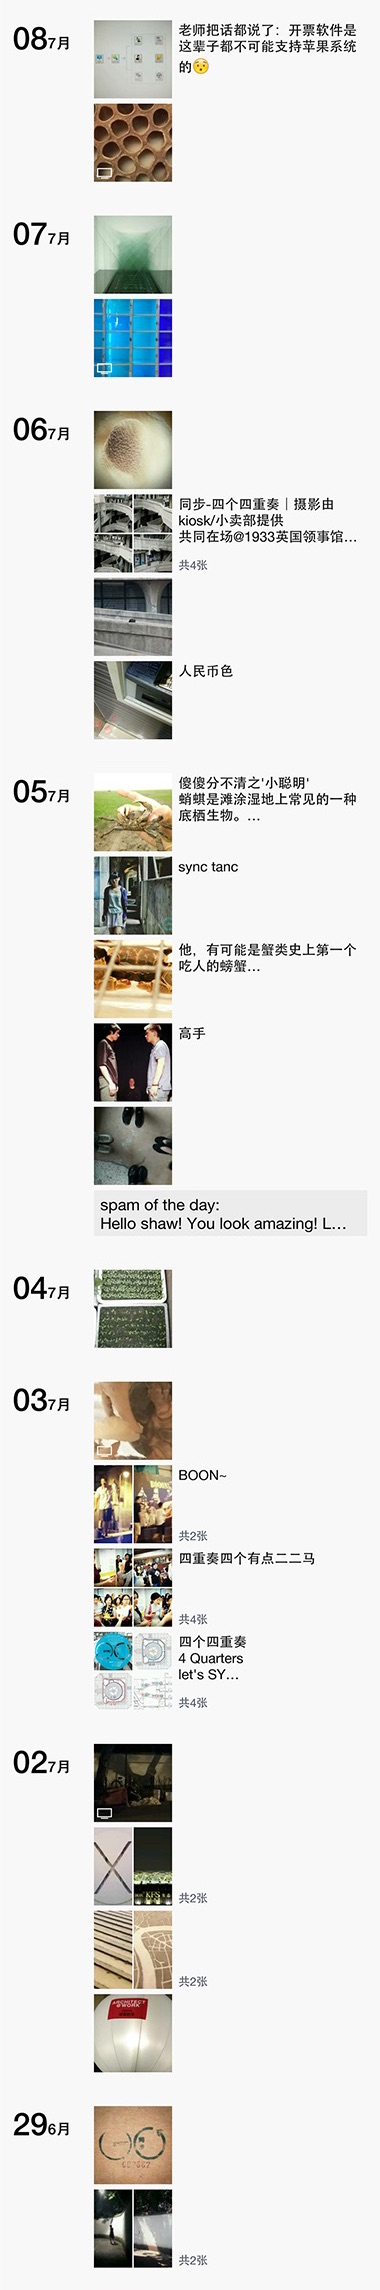 08 7月
老师把话都说了：开票软件是
这辈子都不可能支持苹果系统
的😯
07 7月
06 7月
同步-四个四重奏｜摄影由
kiosk/小卖部提供
共同在场@1933英国领事馆...
共4张
人民币色
05 7月
傻傻分不清之'小聪明'
蛸蜞是滩涂湿地上常见的一种
底栖生物。...
sync tanc
他，有可能是蟹类史上第一个
吃人的螃蟹...
高手
spam of the day:
Hello shaw! You look amazing! L...
04 7月
03 7月
BOON~
共2张
四重奏四个有点二二马
共4张
四个四重奏
4 Quarters
let's SY...
共4张
02 7月
KFS
共2张
共2张
ARCHITECT
@WORK
29 6月
共2张